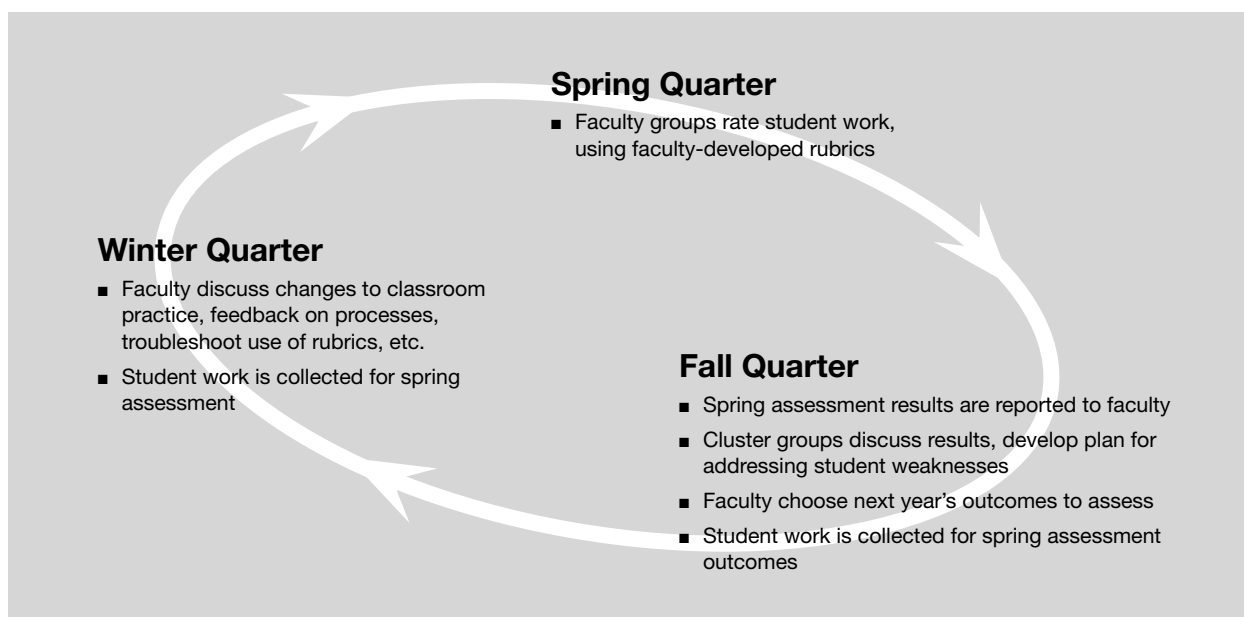 Spring Quarter
■ Faculty groups rate student work,
using faculty-developed rubrics
Winter Quarter
■ Faculty discuss changes to classroom
practice, feedback on processes,
troubleshoot use of rubrics, etc.
■ Student work is collected for spring
assessment
Fall Quarter
■ Spring assessment results are reported to faculty
■ Cluster groups discuss results, develop plan for
addressing student weaknesses
■ Faculty choose next year’s outcomes to assess
■ Student work is collected for spring assessment
outcomes